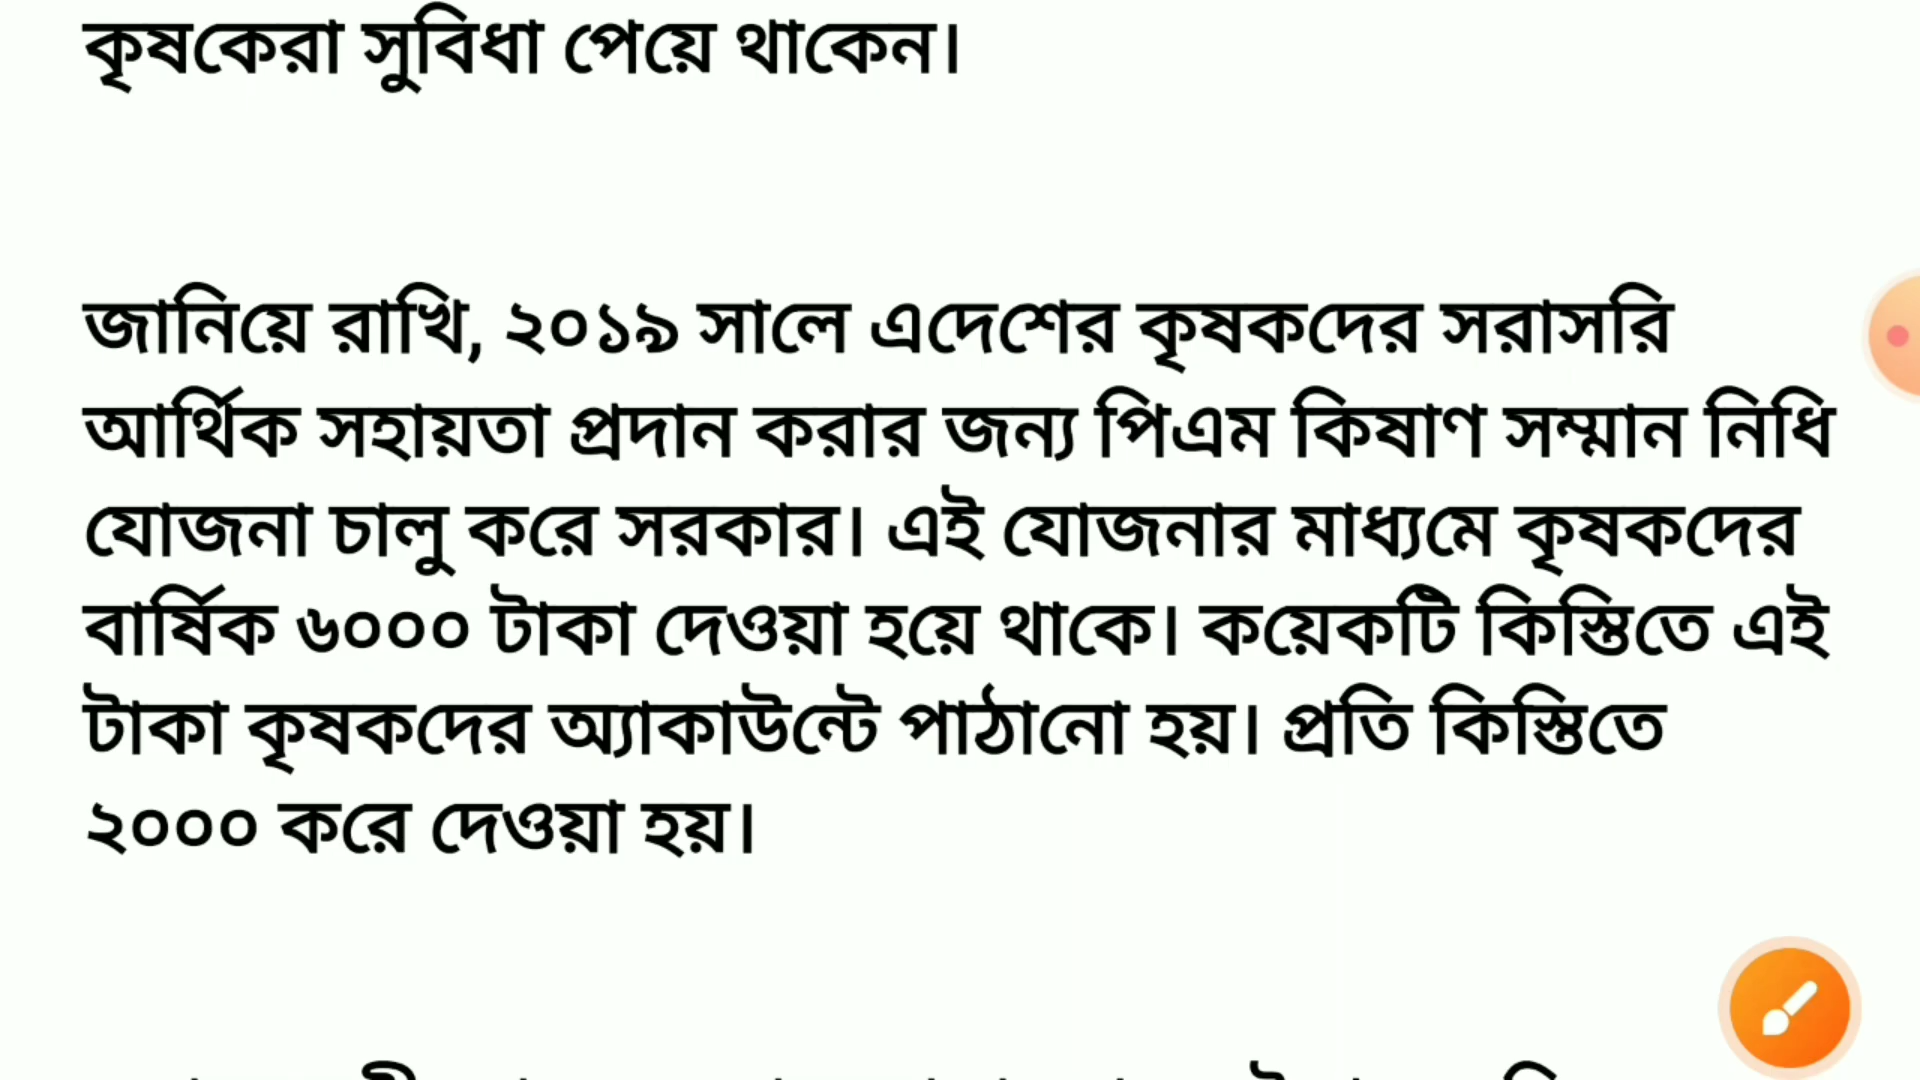 কৃষকেরা সুবিধা পেয়ে থাকেন।
জানিয়ে রাখি, ২০১৯ সালে এদেশের কৃষকদের সরাসরি
আর্থিক সহায়তা প্রদান করার জন্য পিএম কিষাণ সম্মান নিধি
যোজনা চালু করে সরকার। এই যোজনার মাধ্যমে কৃষকদের
বার্ষিক ৬০০০ টাকা দেওয়া হয়ে থাকে। কয়েকটি কিস্তিতে এই
টাকা কৃষকদের অ্যাকাউন্টে পাঠানো হয়। প্রতি কিস্তিতে
২০০০ করে দেওয়া হয়।